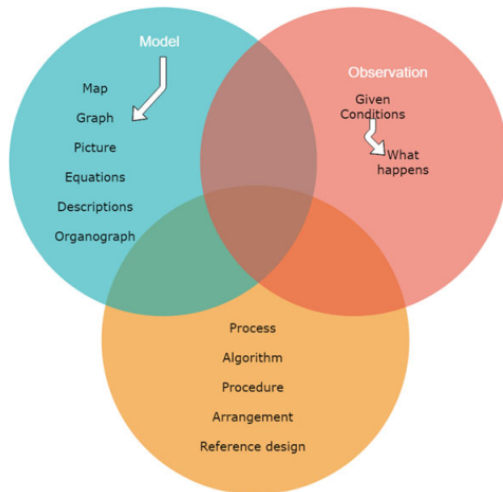 Model
Map
Graph
Picture
Equations
Descriptions
Organograph
Observation
Given
Conditions
What
happens
Process
Algorithm
Procedure
Arrangement
Reference design